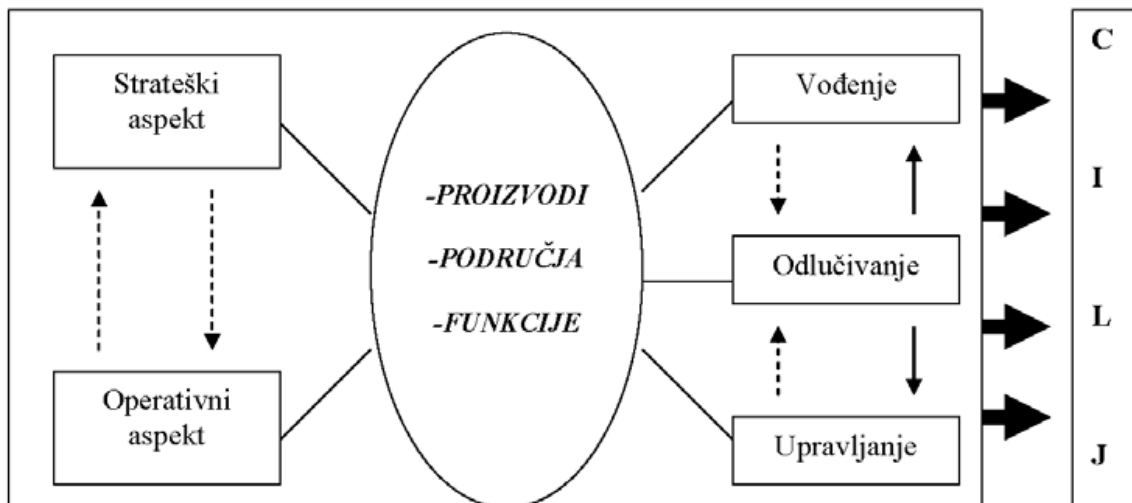 Strateški
aspekt
Operativni
aspekt
-PROIZVODI
-PODRUČJA
-FUNKCIJE
Vođenje
Odlučivanje
Upravljanje
C
I
L
J